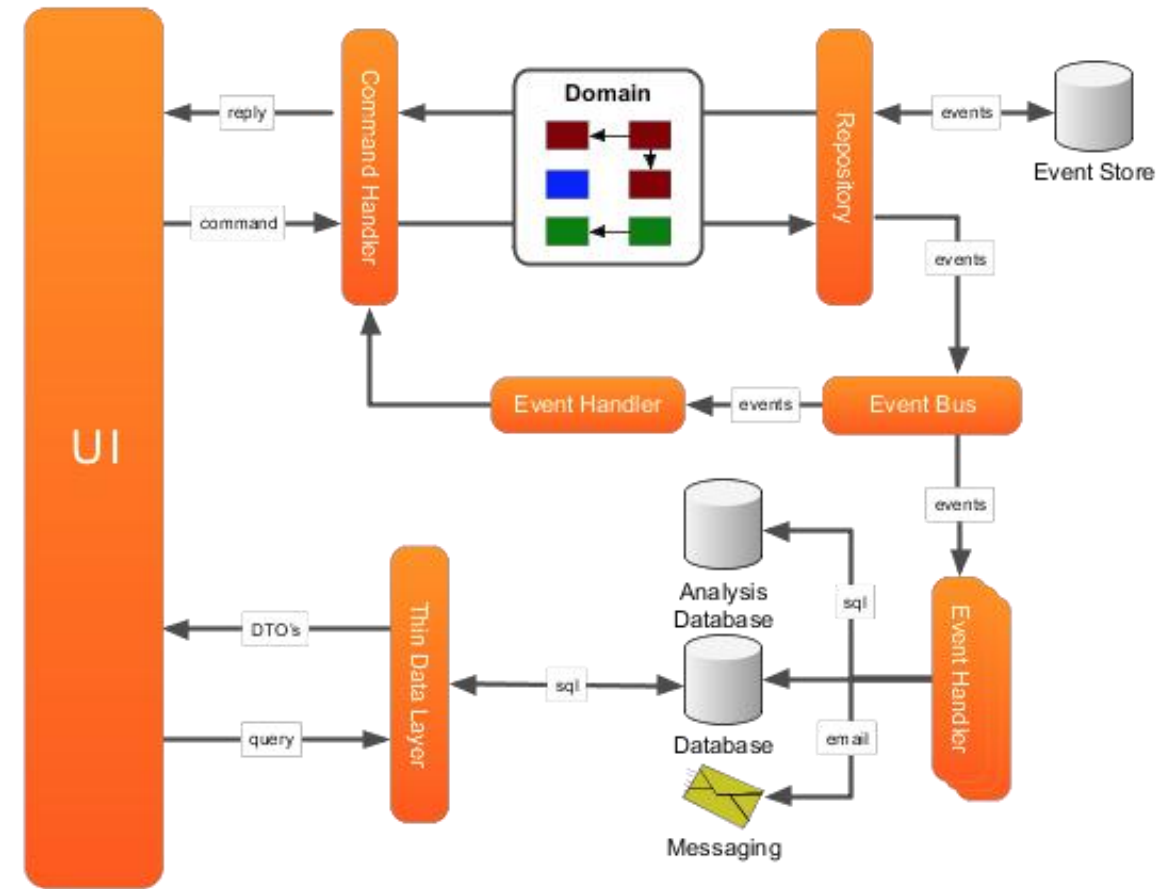 UI
reply
command
Command Handler
Domain
Repository
events
Event Store
events
Event Handler
events
Event Bus
events
Analysis
Database
sql
Event Handler
DTO's
Thin Data Layer
sql
query
Database
email
Messaging